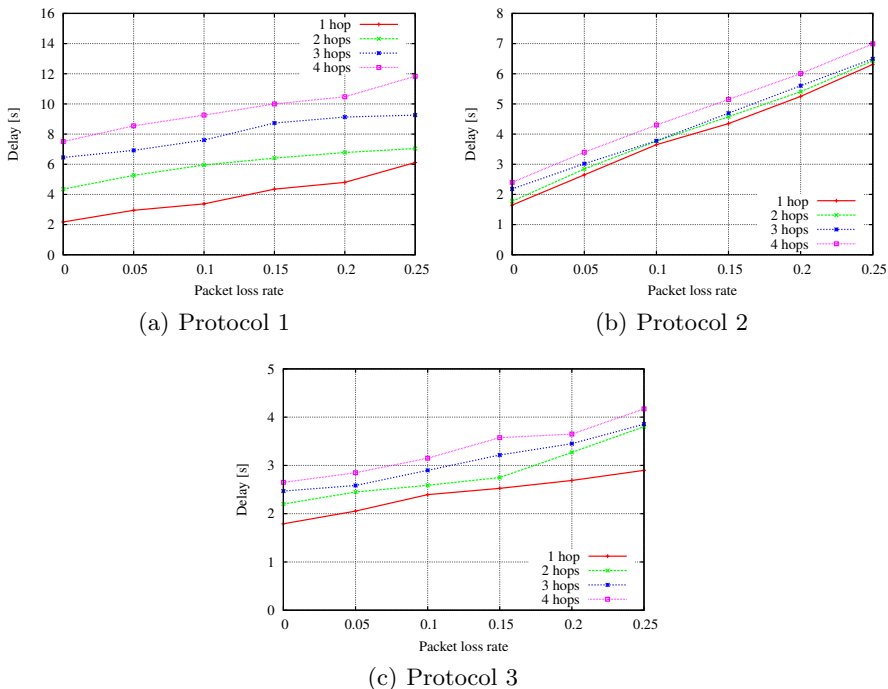 16
14
12
10
8
6
4
2
0
Delay [s]
0 0.05 0.1 0.15 0.2 0.25
Packet loss rate
1 hop
2 hops
3 hops
4 hops
(a) Protocol 1
8
7
6
5
4
3
2
1
0
Delay [s]
0 0.05 0.1 0.15 0.2 0.25
Packet loss rate
1 hop
2 hops
3 hops
4 hops
(b) Protocol 2
5
4
3
2
1
0
Delay [s]
0 0.05 0.1 0.15 0.2 0.25
Packet loss rate
1 hop
2 hops
3 hops
4 hops
(c) Protocol 3